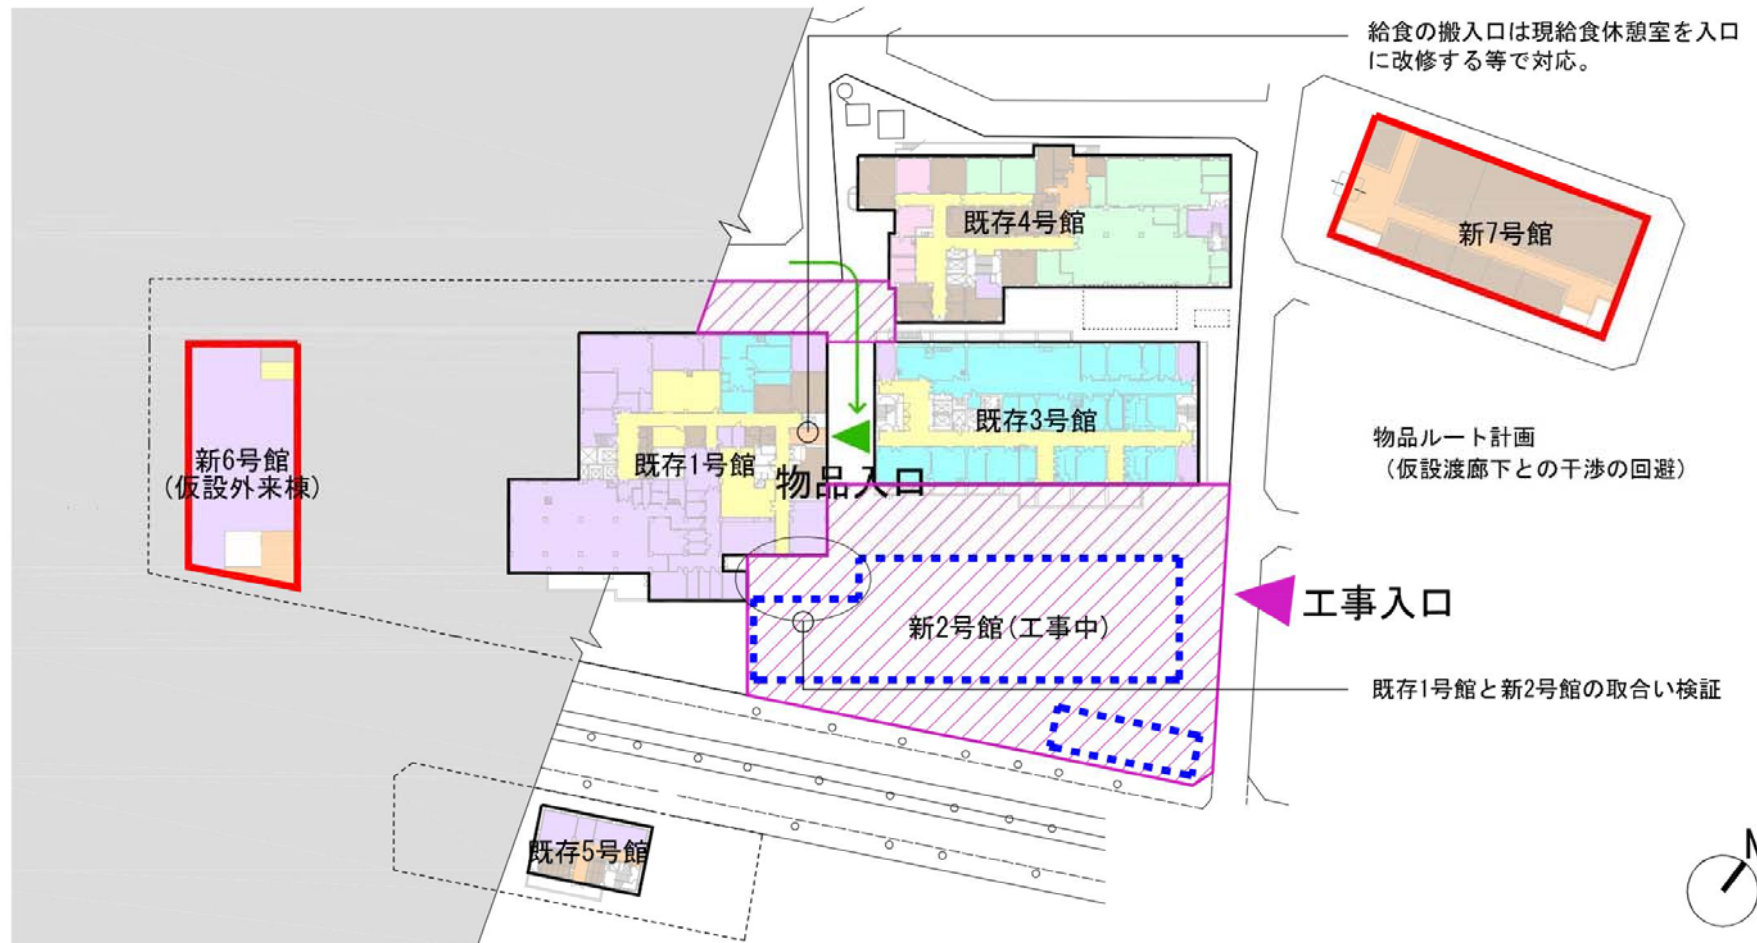 給食の搬入口は現給食休憩室を入口
に改修する等で対応。
既存4号館
新7号館
既存3号館
物品ルート計画
（仮設渡廊下との干渉の回避）
新6号館
(仮設外来棟)
既存1号館
物品入口
工事入口
新2号館(工事中)
既存1号館と新2号館の取合い検証
既存5号館
N